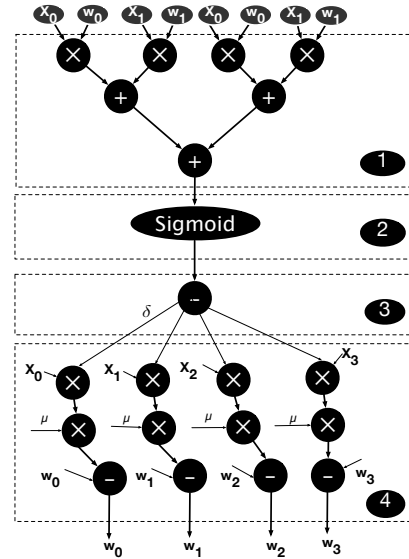 X0 w0 X1 w1 X0 w0 X1 w1
× × × ×
+ +
+ 1
Sigmoid 2
- 3
δ
X0 X1 X2 X3
× × × ×
μ μ μ μ
× × × ×
w0 w1 w2 w3
- - - -
4
w0 w1 w2 w3